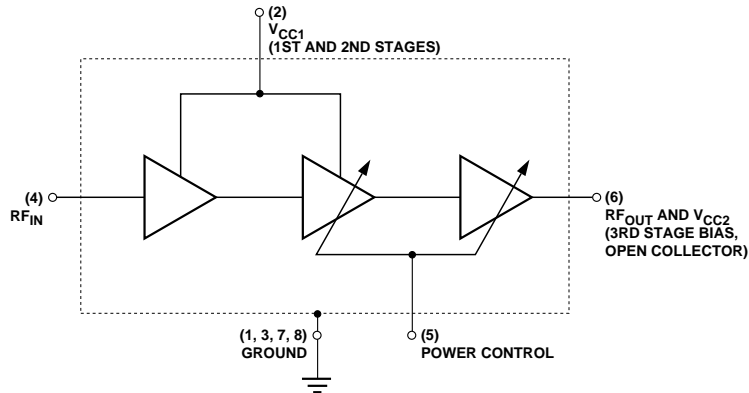 (2)
VCC1
(1ST AND 2ND STAGES)
(4)
RFIN
(6)
RFOUT AND VCC2
(3RD STAGE BIAS,
OPEN COLLECTOR)
(1, 3, 7, 8)
GROUND
(5)
POWER CONTROL